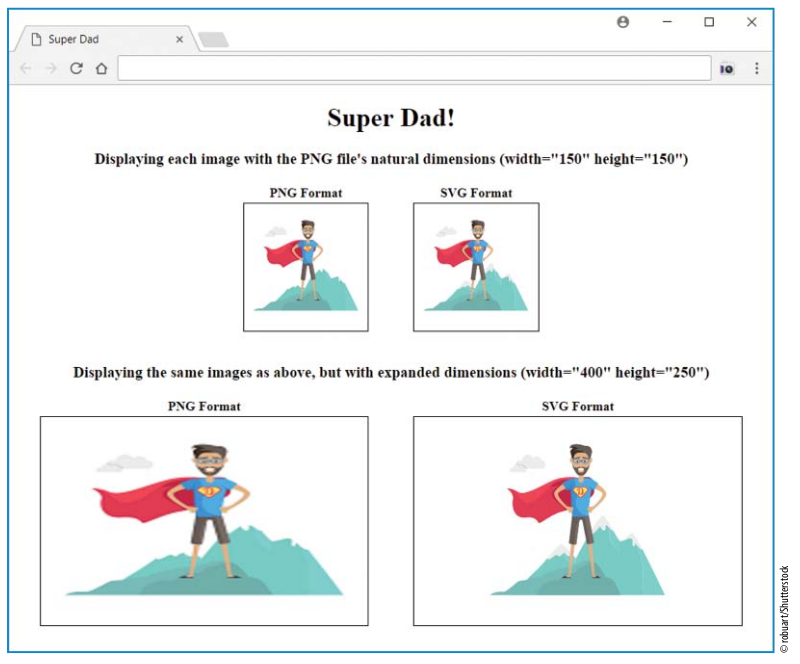 Super Dad
Super Dad!
Displaying each image with the PNG file's natural dimensions (width="150" height="150")
PNG Format
SVG Format
Displaying the same images as above, but with expanded dimensions (width="400" height="250")
PNG Format
SVG Format
© robuart/Shutterstock